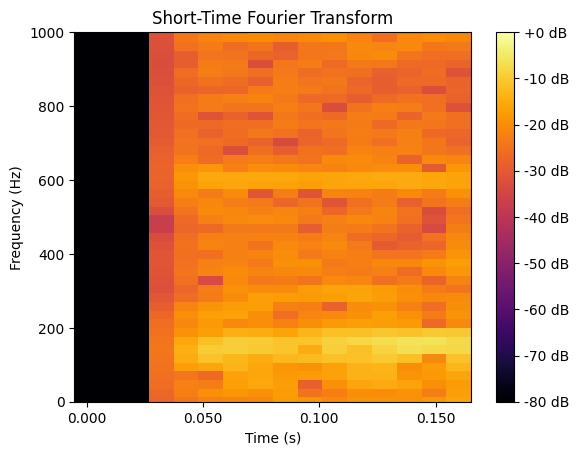 Short-Time Fourier Transform
1000
800
600
400
200
0
Frequency (Hz)
0.000
0.050
0.100
0.150
Time (s)
+0 dB
-10 dB
-20 dB
-30 dB
-40 dB
-50 dB
-60 dB
-70 dB
-80 dB